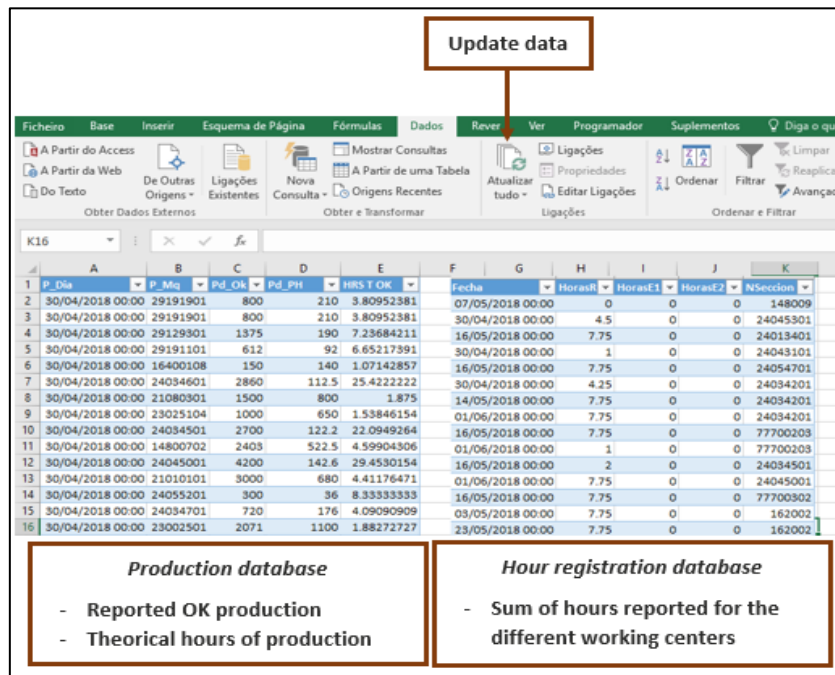 Update data
Ficheiro Base Inserir Esquema de Página Fórmulas Dados Rever Ver Programador Suplementos Diga o qu
A Partir do Access
A Partir da Web
Do Texto
De Outras Origens
Ligações Existentes
Obter Dados Externos
Nova Consulta
Mostrar Consultas
A Partir de uma Tabela
Origens Recentes
Obter e Transformar
Atualizar tudo
Ligações
Propriedades
Editar Ligações
Ligações
Ordenar
Filtrar
Limpar
Reaplica
Avançad
Ordenar e Filtrar
K16 fx
A B C D E F G H I J K
1 P_Dia P_Mq Pd_Ok Pd_PH HRS T OK Fecha HorasR HorasE1 HorasE2 NSeccion
2 30/04/2018 00:00 29191901 800 210 3.80952381 07/05/2018 00:00 0 0 0 148009
3 30/04/2018 00:00 29191901 800 210 3.80952381 30/04/2018 00:00 4.5 0 0 24045301
4 30/04/2018 00:00 29129301 1375 190 7.23684211 16/05/2018 00:00 7.75 0 0 24013401
5 30/04/2018 00:00 29191101 612 92 6.65217391 30/04/2018 00:00 1 0 0 24043101
6 30/04/2018 00:00 16400108 150 140 1.07142857 16/05/2018 00:00 7.75 0 0 24054701
7 30/04/2018 00:00 24034601 2860 112.5 25.4222222 30/04/2018 00:00 4.25 0 0 24034201
8 30/04/2018 00:00 21080301 1500 800 1.875 14/05/2018 00:00 7.75 0 0 24034201
9 30/04/2018 00:00 23025104 1000 650 1.53846154 01/06/2018 00:00 7.75 0 0 24034201
10 30/04/2018 00:00 24034501 2700 122.2 22.0949264 16/05/2018 00:00 7.75 0 0 77700203
11 30/04/2018 00:00 14800702 2403 522.5 4.59904306 01/06/2018 00:00 1 0 0 77700203
12 30/04/2018 00:00 24045001 4200 142.6 29.4530154 16/05/2018 00:00 2 0 0 24034501
13 30/04/2018 00:00 21010101 3000 680 4.41176471 01/06/2018 00:00 7.75 0 0 24045001
14 30/04/2018 00:00 24055201 300 36 8.33333333 16/05/2018 00:00 7.75 0 0 77700302
15 30/04/2018 00:00 24034701 720 176 4.09090909 03/05/2018 00:00 7.75 0 0 162002
16 30/04/2018 00:00 23002501 2071 1100 1.88272727 23/05/2018 00:00 7.75 0 0 162002
Production database
- Reported OK production
- Theorical hours of production
Hour registration database
- Sum of hours reported for the
different working centers